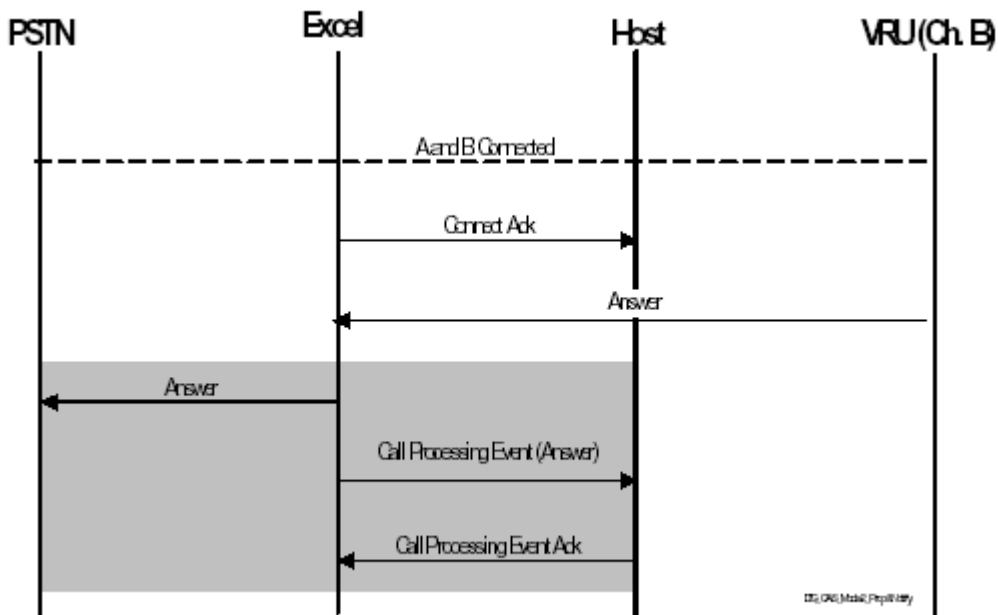 PSTN
Excel
Host
VRU (Ch. B)
A and B Connected
Connect Ack
Answer
Answer
Call Processing Event (Answer)
Call Processing Event Ack